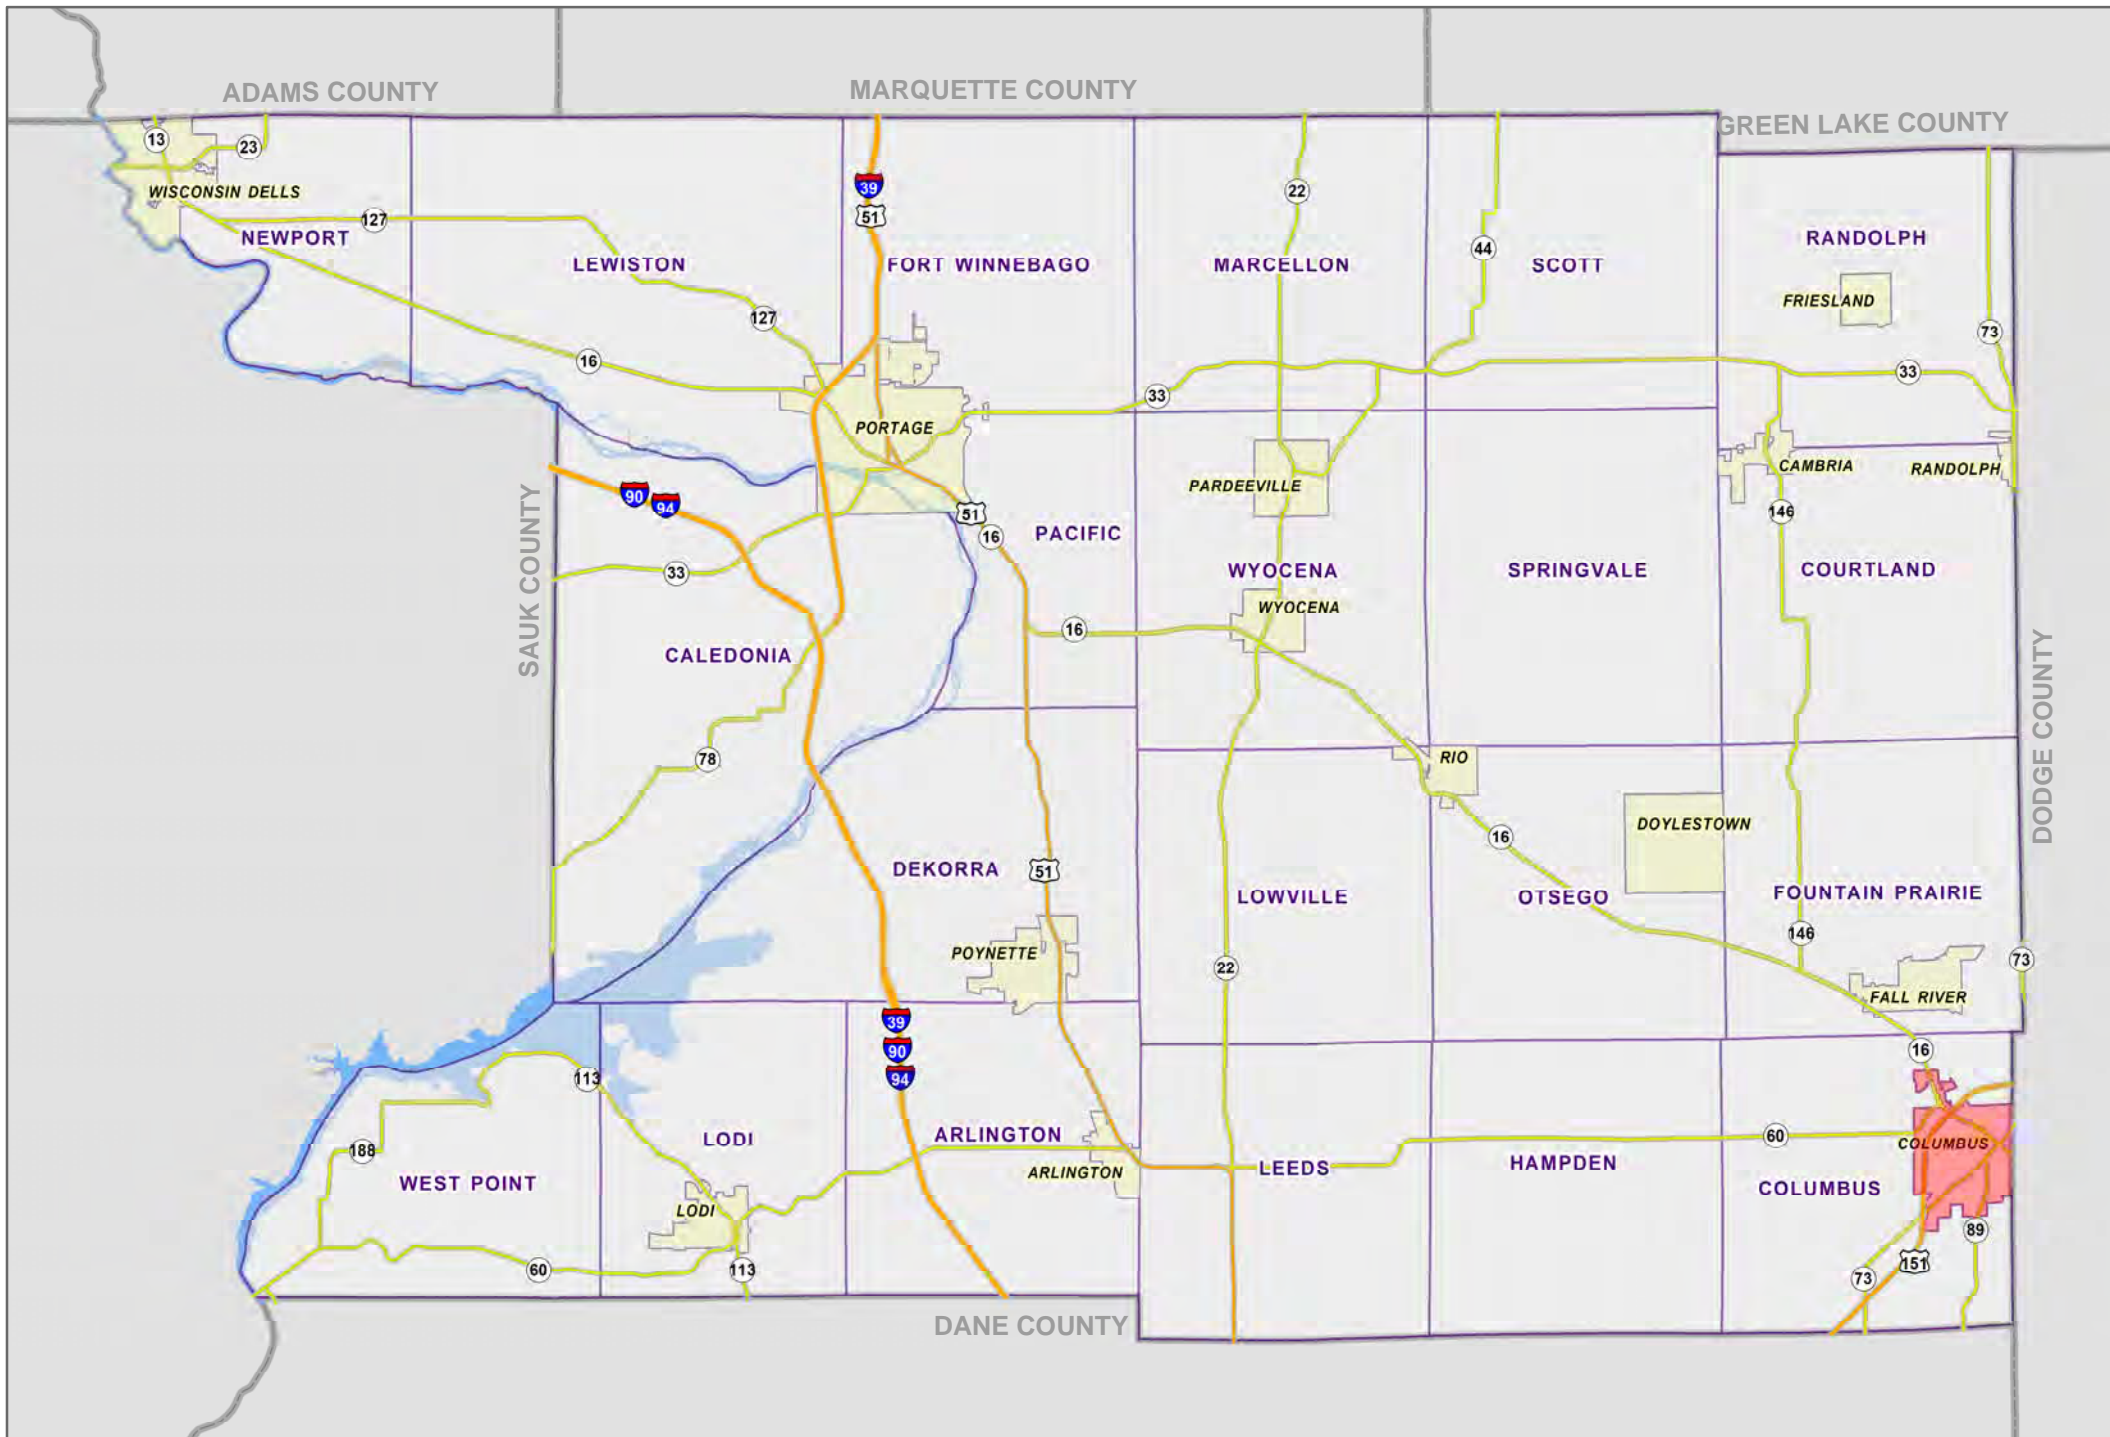 ADAMS COUNTY
MARQUETTE COUNTY
GREEN LAKE COUNTY
13
23
WISCONSIN DELLS
127
NEWPORT
LEWISTON
127
16
39
51
FORT WINNEBAGO
22
MARCELLON
44
SCOTT
RANDOLPH
FRIESLAND
73
33
33
PORTAGE
PARDEEVILLE
CAMBRIA
RANDOLPH
146
90
94
51
16
PACIFIC
SAUK COUNTY
33
WYOCENA
WYOCENA
SPRINGVALE
COURTLAND
16
CALEDONIA
DODGE COUNTY
78
RIO
DOYLESTOWN
16
DEKORRA
51
LOWVILLE
OTSEGO
FOUNTAIN PRAIRIE
146
POYNETTE
22
73
FALL RIVER
39
90
94
16
113
188
LODI
ARLINGTON
ARLINGTON
60
COLUMBUS
WEST POINT
LEEDS
HAMPDEN
COLUMBUS
LODI
89
60
113
151
73
DANE COUNTY